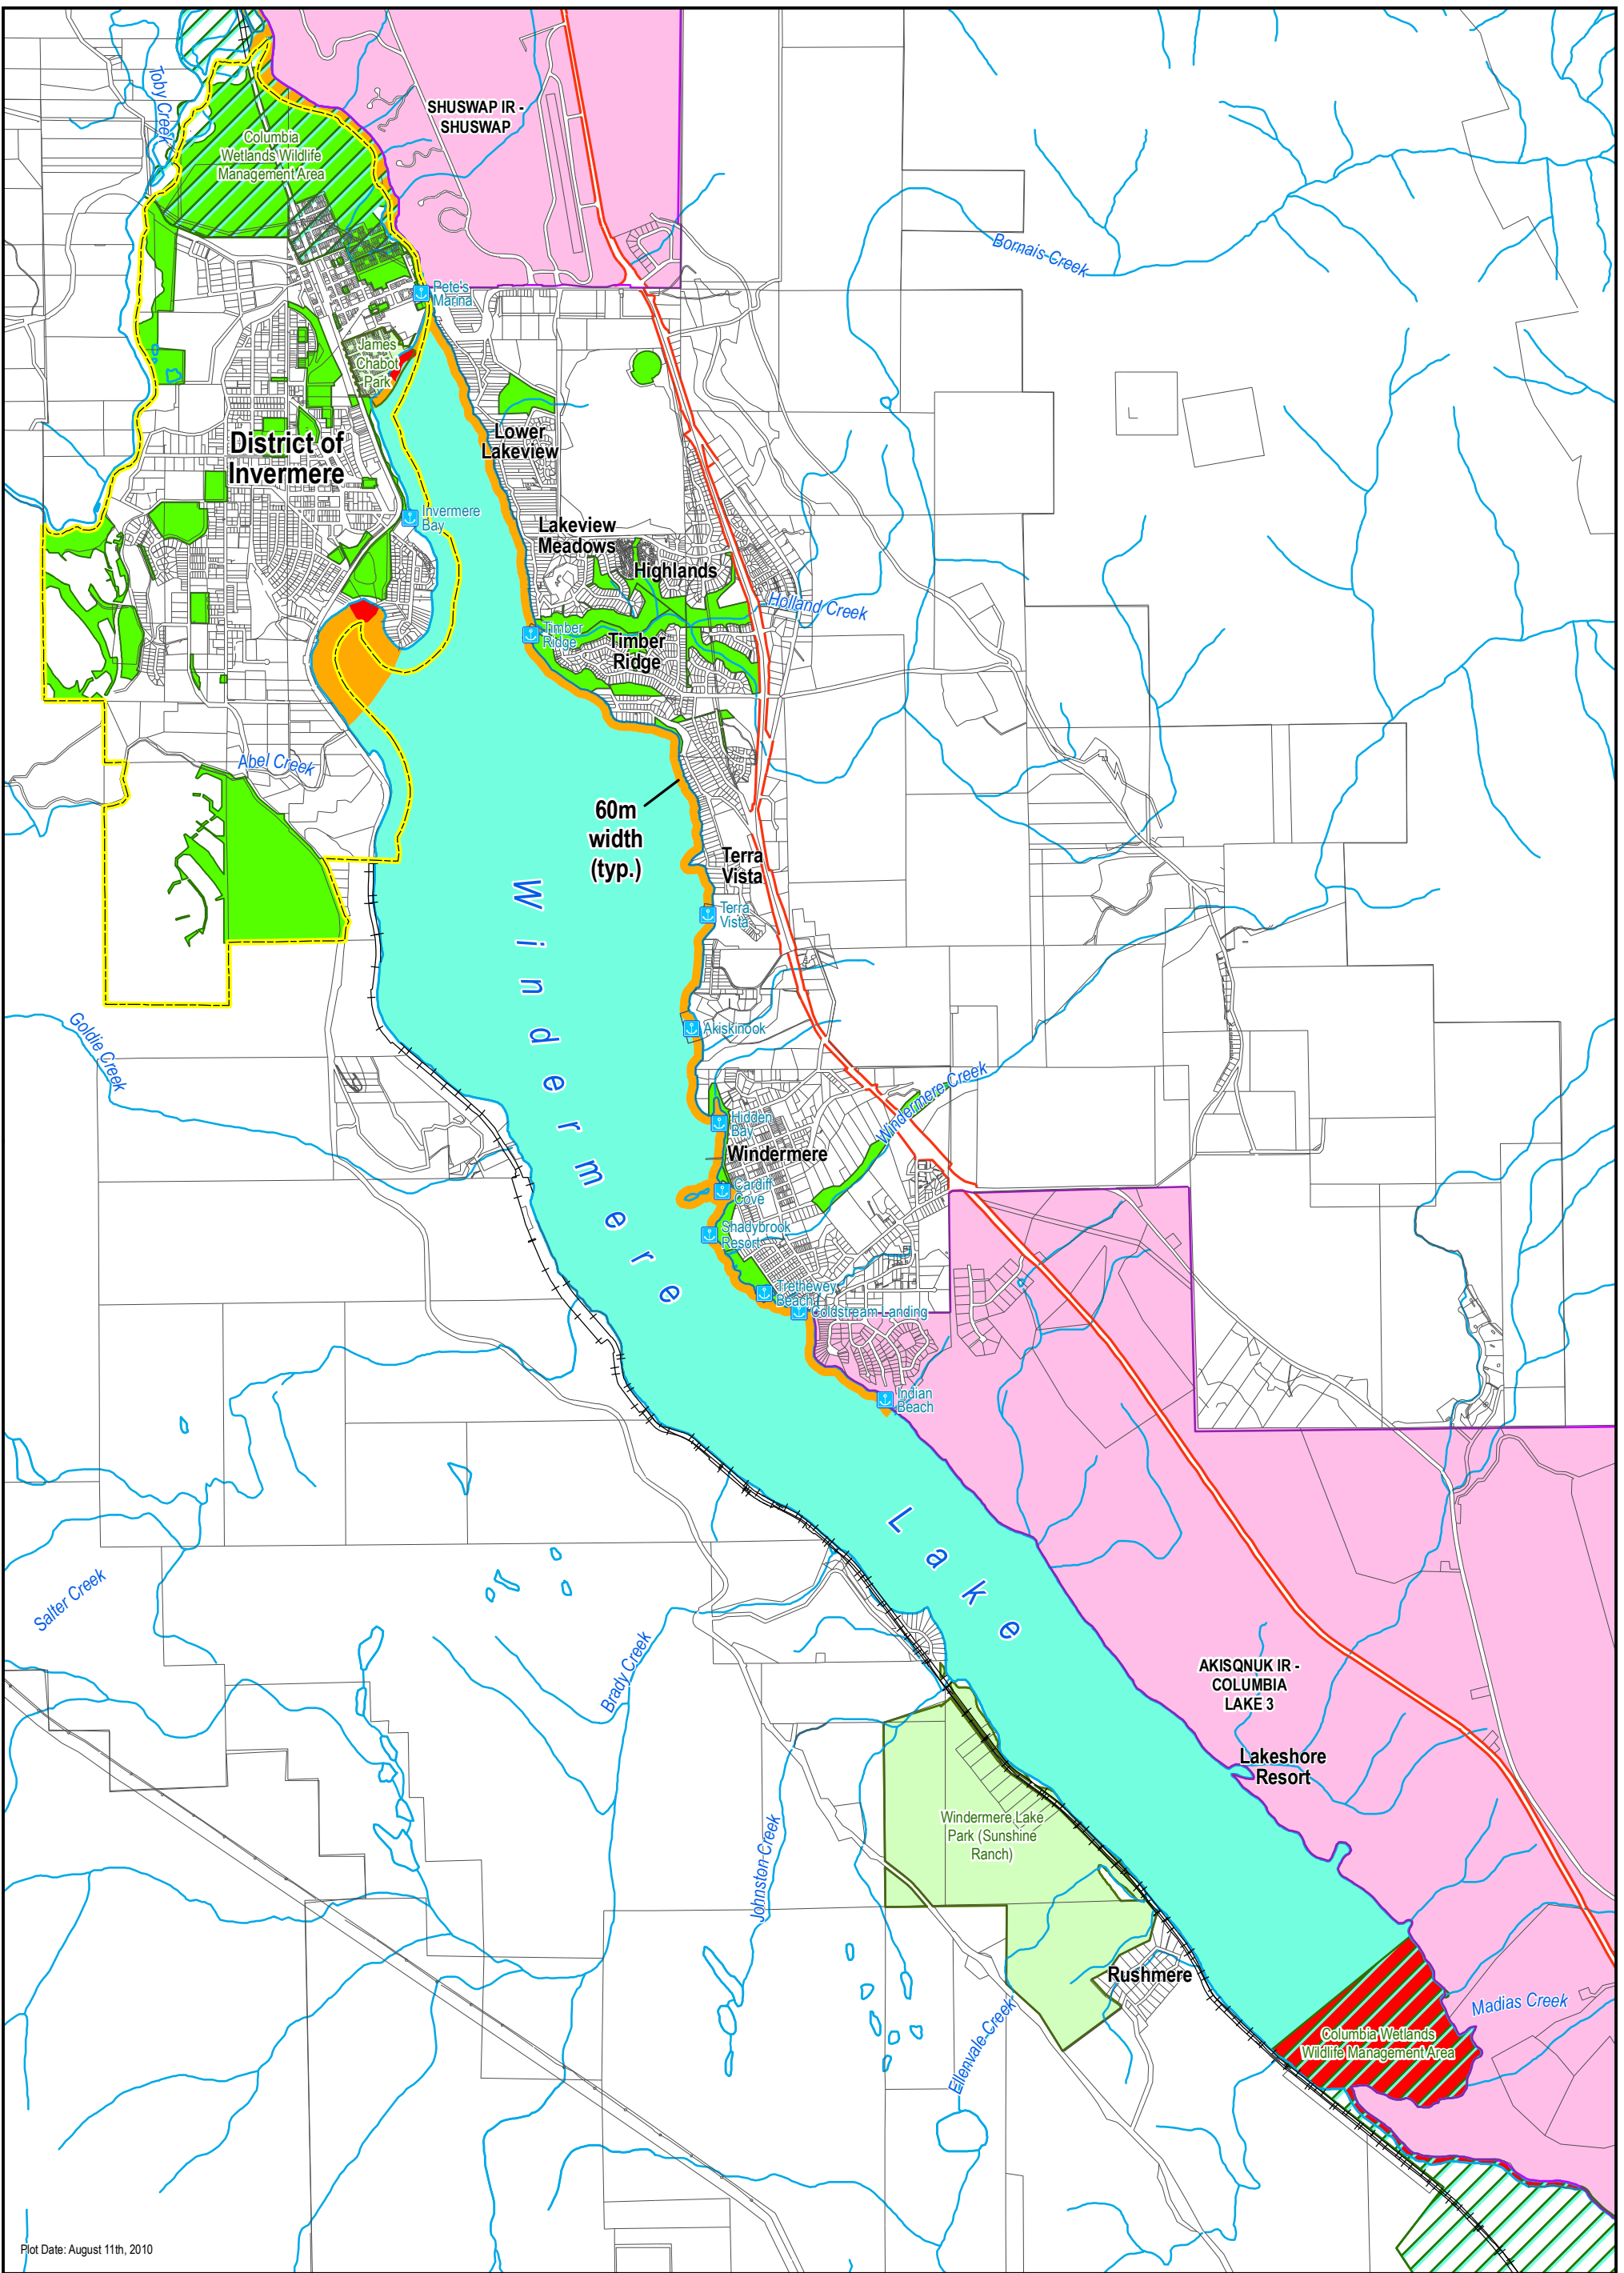 Toby Creek
SHUSWAP IR -
SHUSWAP
Columbia
Wetlands Wildlife
Management Area
Bornais Creek
Pete's
Marina
James
Chabot
Park
District of
Invermere
Lower
Lakeview
Invermere
Bay
Lakeview
Meadows
Highlands
Holland Creek
Timber
Ridge
Timber
Ridge
Abel Creek
60m
width
(typ.)
Terra
Vista
Terra
Vista
Windermere
Akiskinook
Goldie Creek
Windermere Creek
Hidden
Bay
Windermere
Cardiff
Cove
Shadybrook
Resort
Trethewey
Beach
Coldstream Landing
Indian
Beach
Lake
Salter Creek
Brady Creek
AKISQNUK IR -
COLUMBIA
LAKE 3
Lakeshore
Resort
Windermere Lake
Park (Sunshine
Ranch)
Johnston Creek
Rushmere
Ellenvale Creek
Madias Creek
Columbia Wetlands
Wildlife Management Area
Plot Date: August 11th, 2010